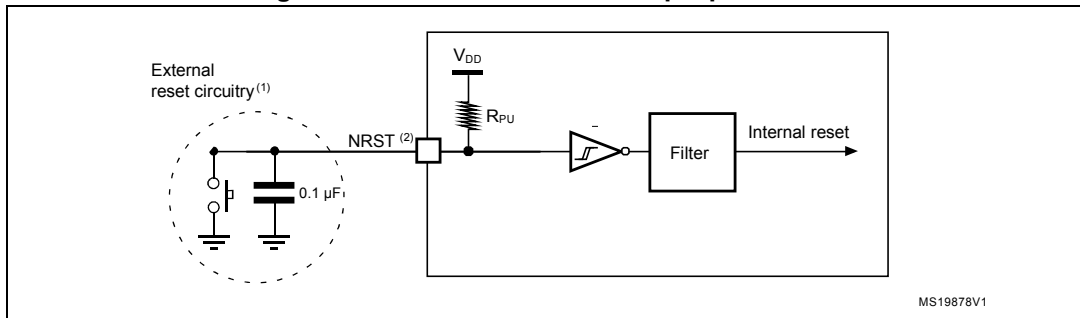 External
reset circuitry (1)
VDD
RPU
NRST (2)
0.1 µF
Filter
Internal reset
MS19878V1